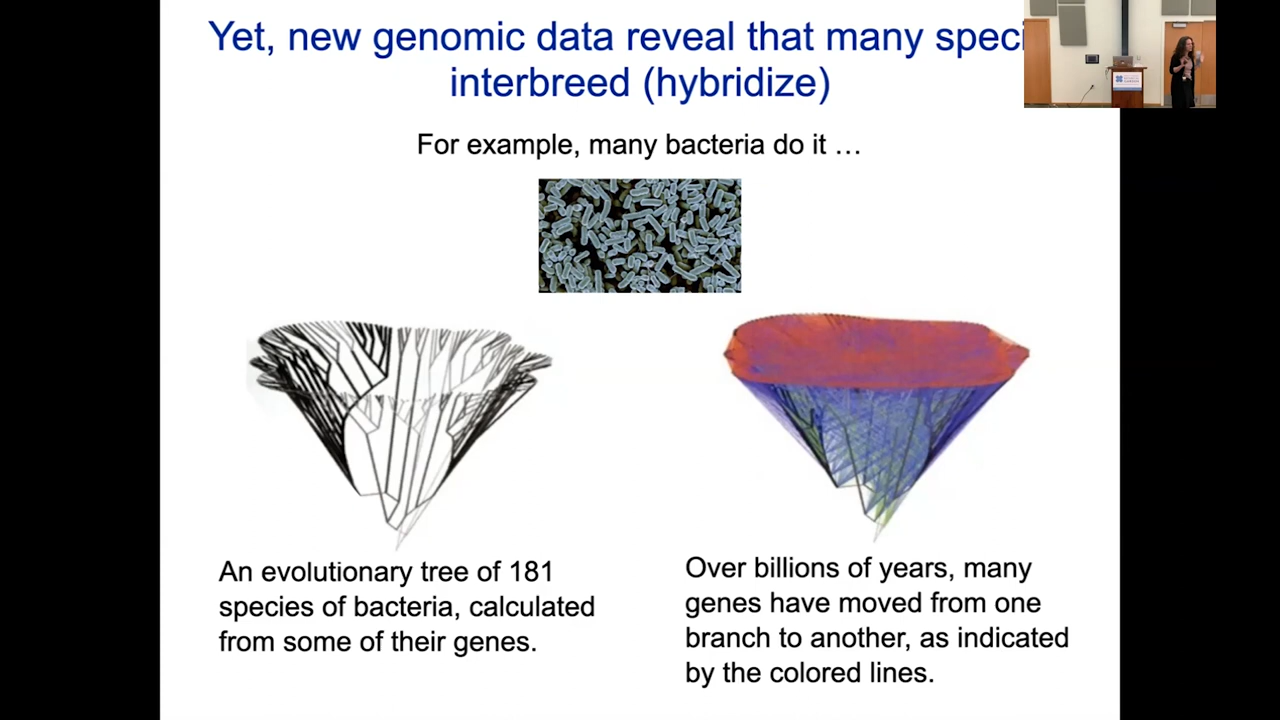 Yet, new genomic data reveal that many
interbreed (hybridize)
For example, many bacteria do it …
An evolutionary tree of 181
species of bacteria, calculated
from some of their genes.
Over billions of years, many
genes have moved from one
branch to another, as indicated
by the colored lines.